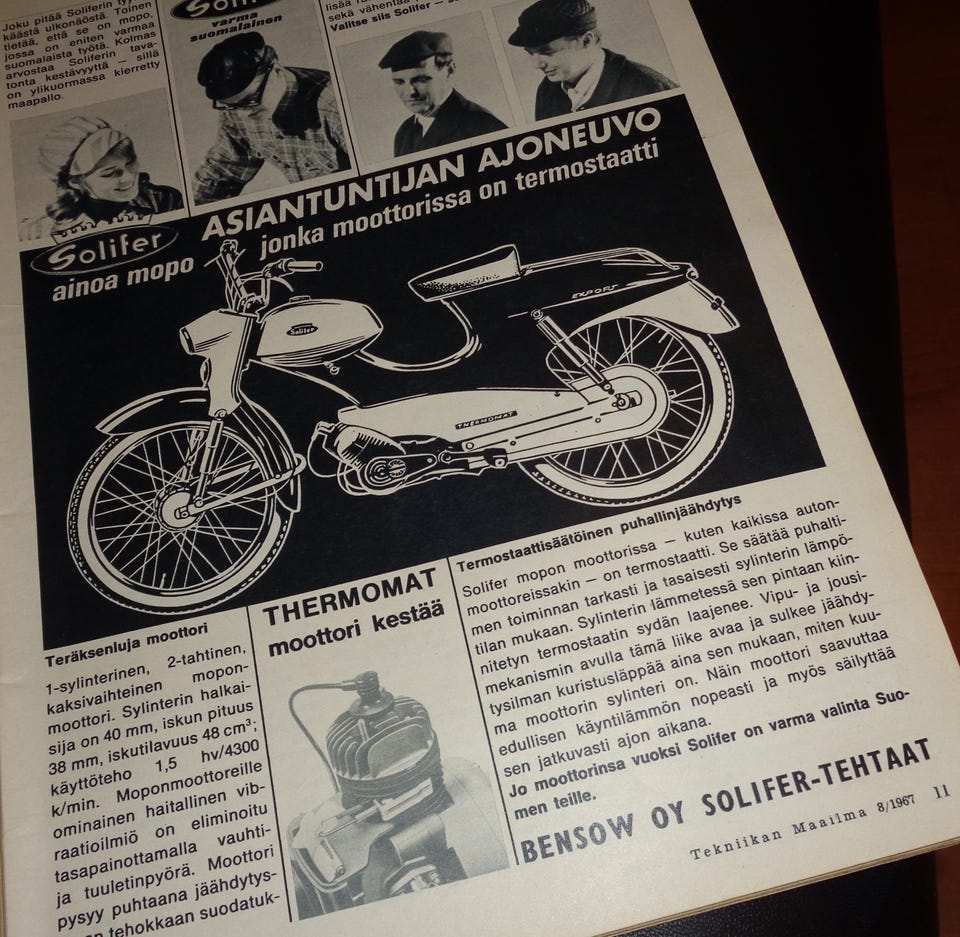 Joku pitää Soliferin tyyl
käästä ulkonäöstä. Toinen
tietää, että se on mopo,
jossa on eniten varmaa
suomalaista työtä. Kolmas
arvostaa Soliferin tava-
tonta kestävyyttä — sillä
on ylikuormassa kierretty
maapallo.
Solifer
varma
suomalainen
sekä vähentää
Valitse siis Solifer —
ASIANTUNTIJAN AJONEUVO
Solifer
ainoa mopo jonka moottorissa on termostaatti
Solifer
EXPORT
THERMOMAT
Teräksenluja moottori
1-sylinterinen, 2-tahtinen,
kaksivaihteinen mopon-
moottori. Sylinterin halkai-
sija on 40 mm, iskun pituus
38 mm, iskutilavuus 48 cm³;
käyttöteho 1,5 hv/4300
k/min. Moponmoottoreille
ominainen haitallinen vib-
raatioilmiö on eliminoitu
tasapainottamalla vauhti-
ja tuuletinpyörä. Moottori
pysyy puhtaana jäähdytys-
tehokkaan suodatuk-
THERMOMAT
moottori kestää
Termostaattisäätöinen puhallinjäähdytys
Solifer mopon moottorissa — kuten kaikissa auton-
moottoreissakin — on termostaatti. Se säätää puhalti-
men toiminnan tarkasti ja tasaisesti sylinterin lämpö-
tilan mukaan. Sylinterin lämmetessä sen pintaan kiin-
nitetyn termostaatin sydän laajenee. Vipu- ja jousi-
mekanismin avulla tämä liike avaa ja sulkee jäähdy-
tysilman kuristusläppää aina sen mukaan, miten kuu-
ma moottorin sylinteri on. Näin moottori saavuttaa
edullisen käyntilämmön nopeasti ja myös säilyttää
sen jatkuvasti ajon aikana.
Jo moottorinsa vuoksi Solifer on varma valinta Suo-
men teille.
BENSOW OY SOLIFER-TEHTAAT
Tekniikan Maailma 8/1967 11